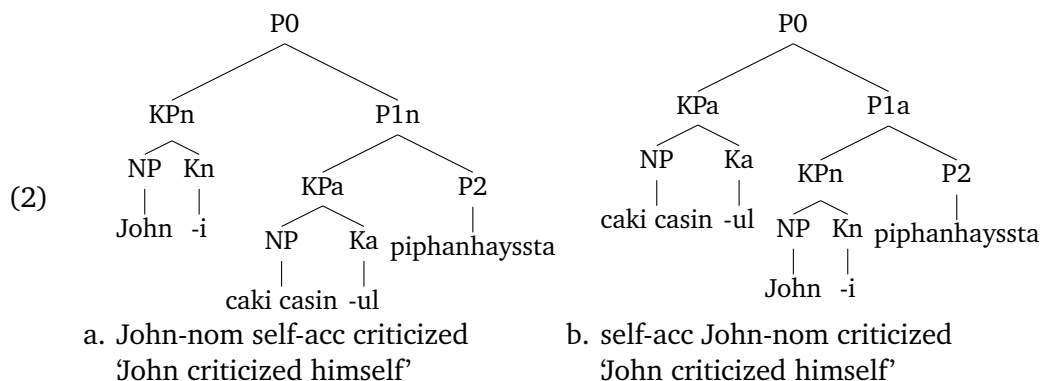 P0 P0
KPn P1n KPa P1a
NP Kn KPa P2 NP Ka KPn P2
(2)
John -i NP Ka piphanhayssta caki casin -ul NP Kn piphanhayssta
caki casin -ul John -i
a. John-nom self-acc criticized b. self-acc John-nom criticized
‘John criticized himself’ ‘John criticized himself’